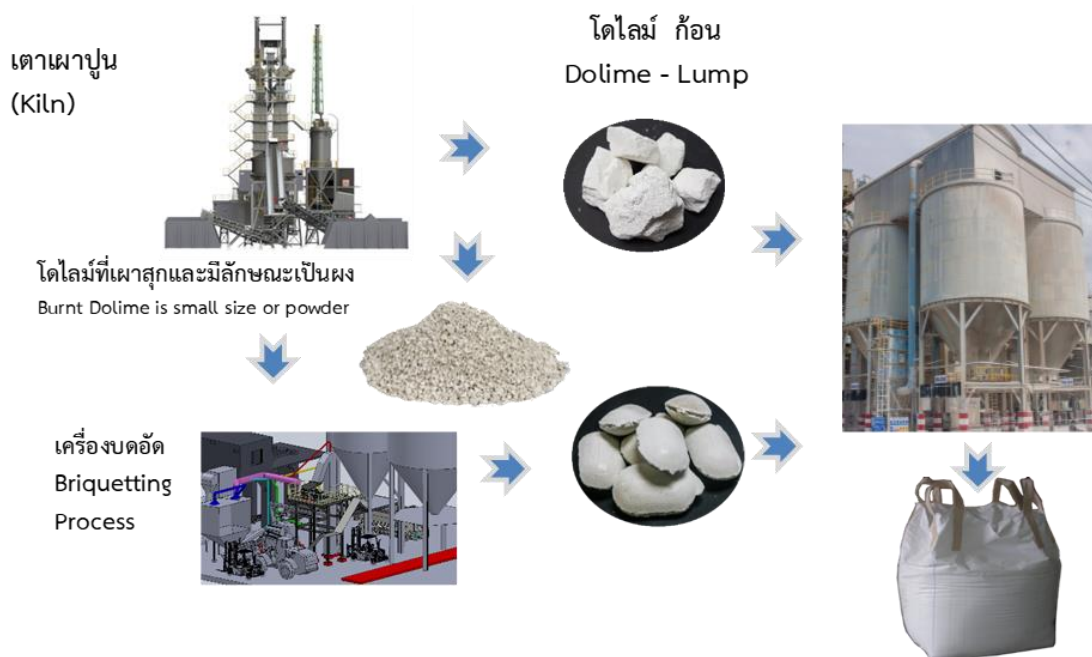 เตาเผาปูน
(Kiln)
โดไลม์ ก้อน
Dolime - Lump
โดไลม์ที่เผาสุกและมีลักษณะเป็นผง
Burnt Dolime is small size or powder
เครื่องบดอัด
Briquetting
Process